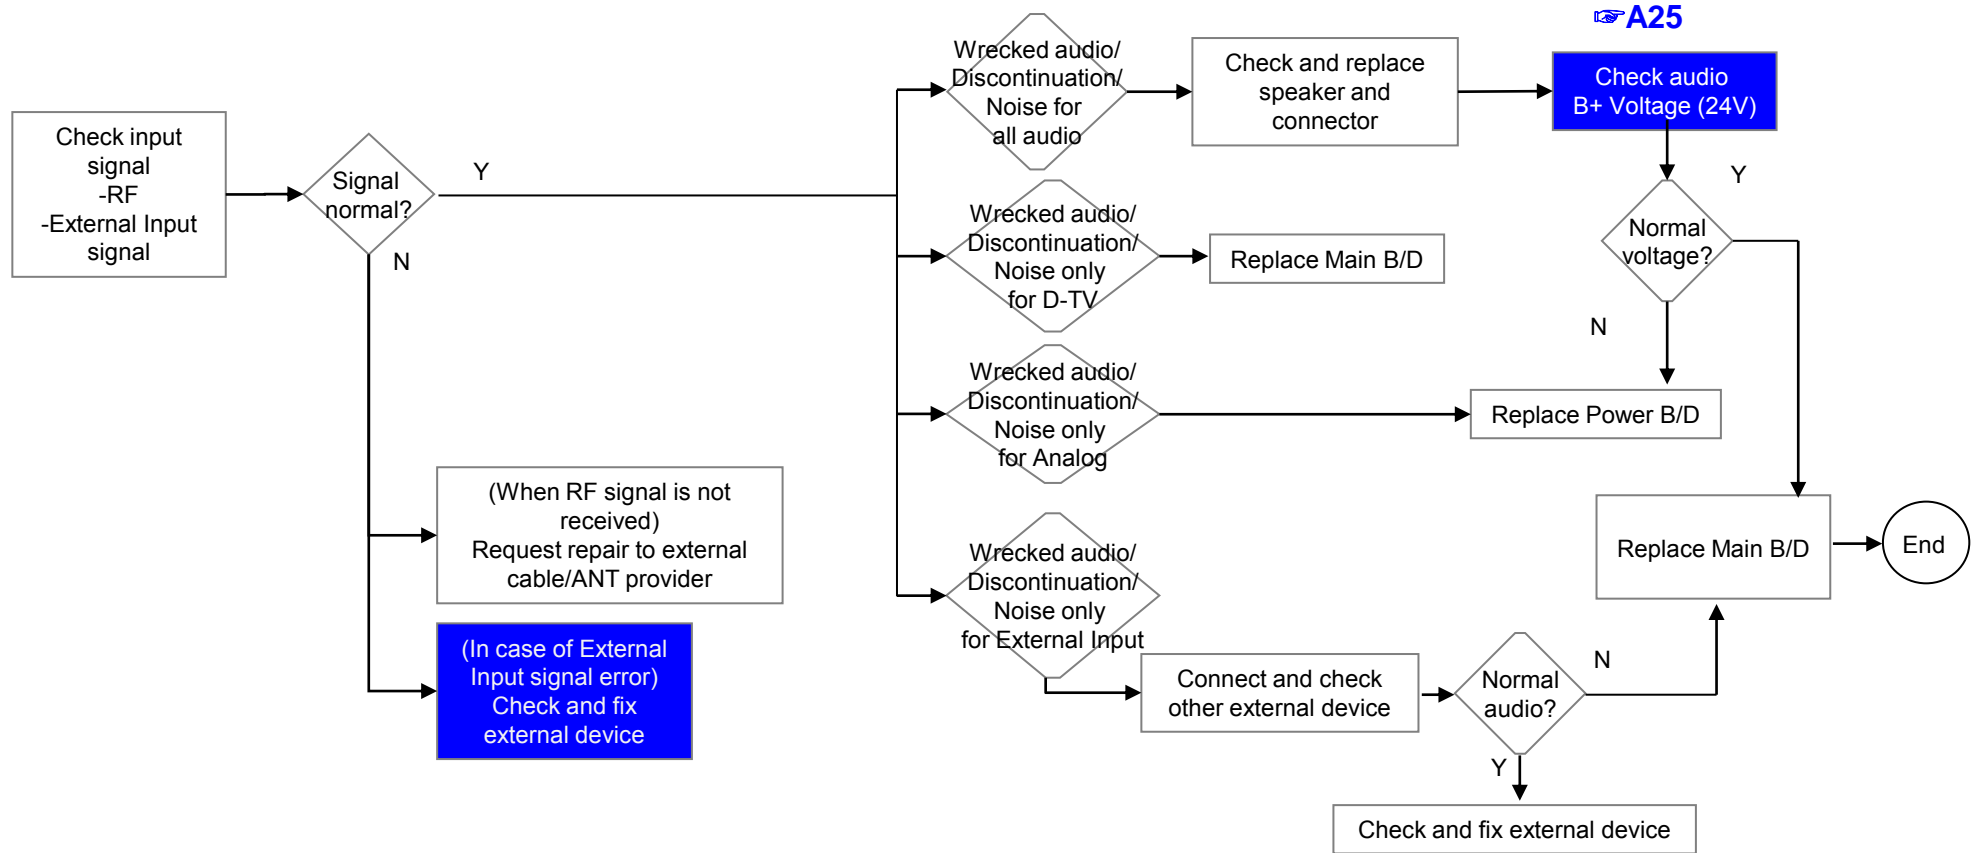 ☞A25
Check input
signal
-RF
-External Input
signal
Signal
normal?
Y
N
(When RF signal is not
received)
Request repair to external
cable/ANT provider
(In case of External
Input signal error)
Check and fix
external device
Wrecked audio/
Discontinuation/
Noise for
all audio
Check and replace
speaker and
connector
Check audio
B+ Voltage (24V)
Normal
voltage?
Y
N
Wrecked audio/
Discontinuation/
Noise only
for D-TV
Replace Main B/D
Wrecked audio/
Discontinuation/
Noise only
for Analog
Replace Power B/D
Wrecked audio/
Discontinuation/
Noise only
for External Input
Connect and check
other external device
Normal
audio?
N
Y
Replace Main B/D
End
Check and fix external device